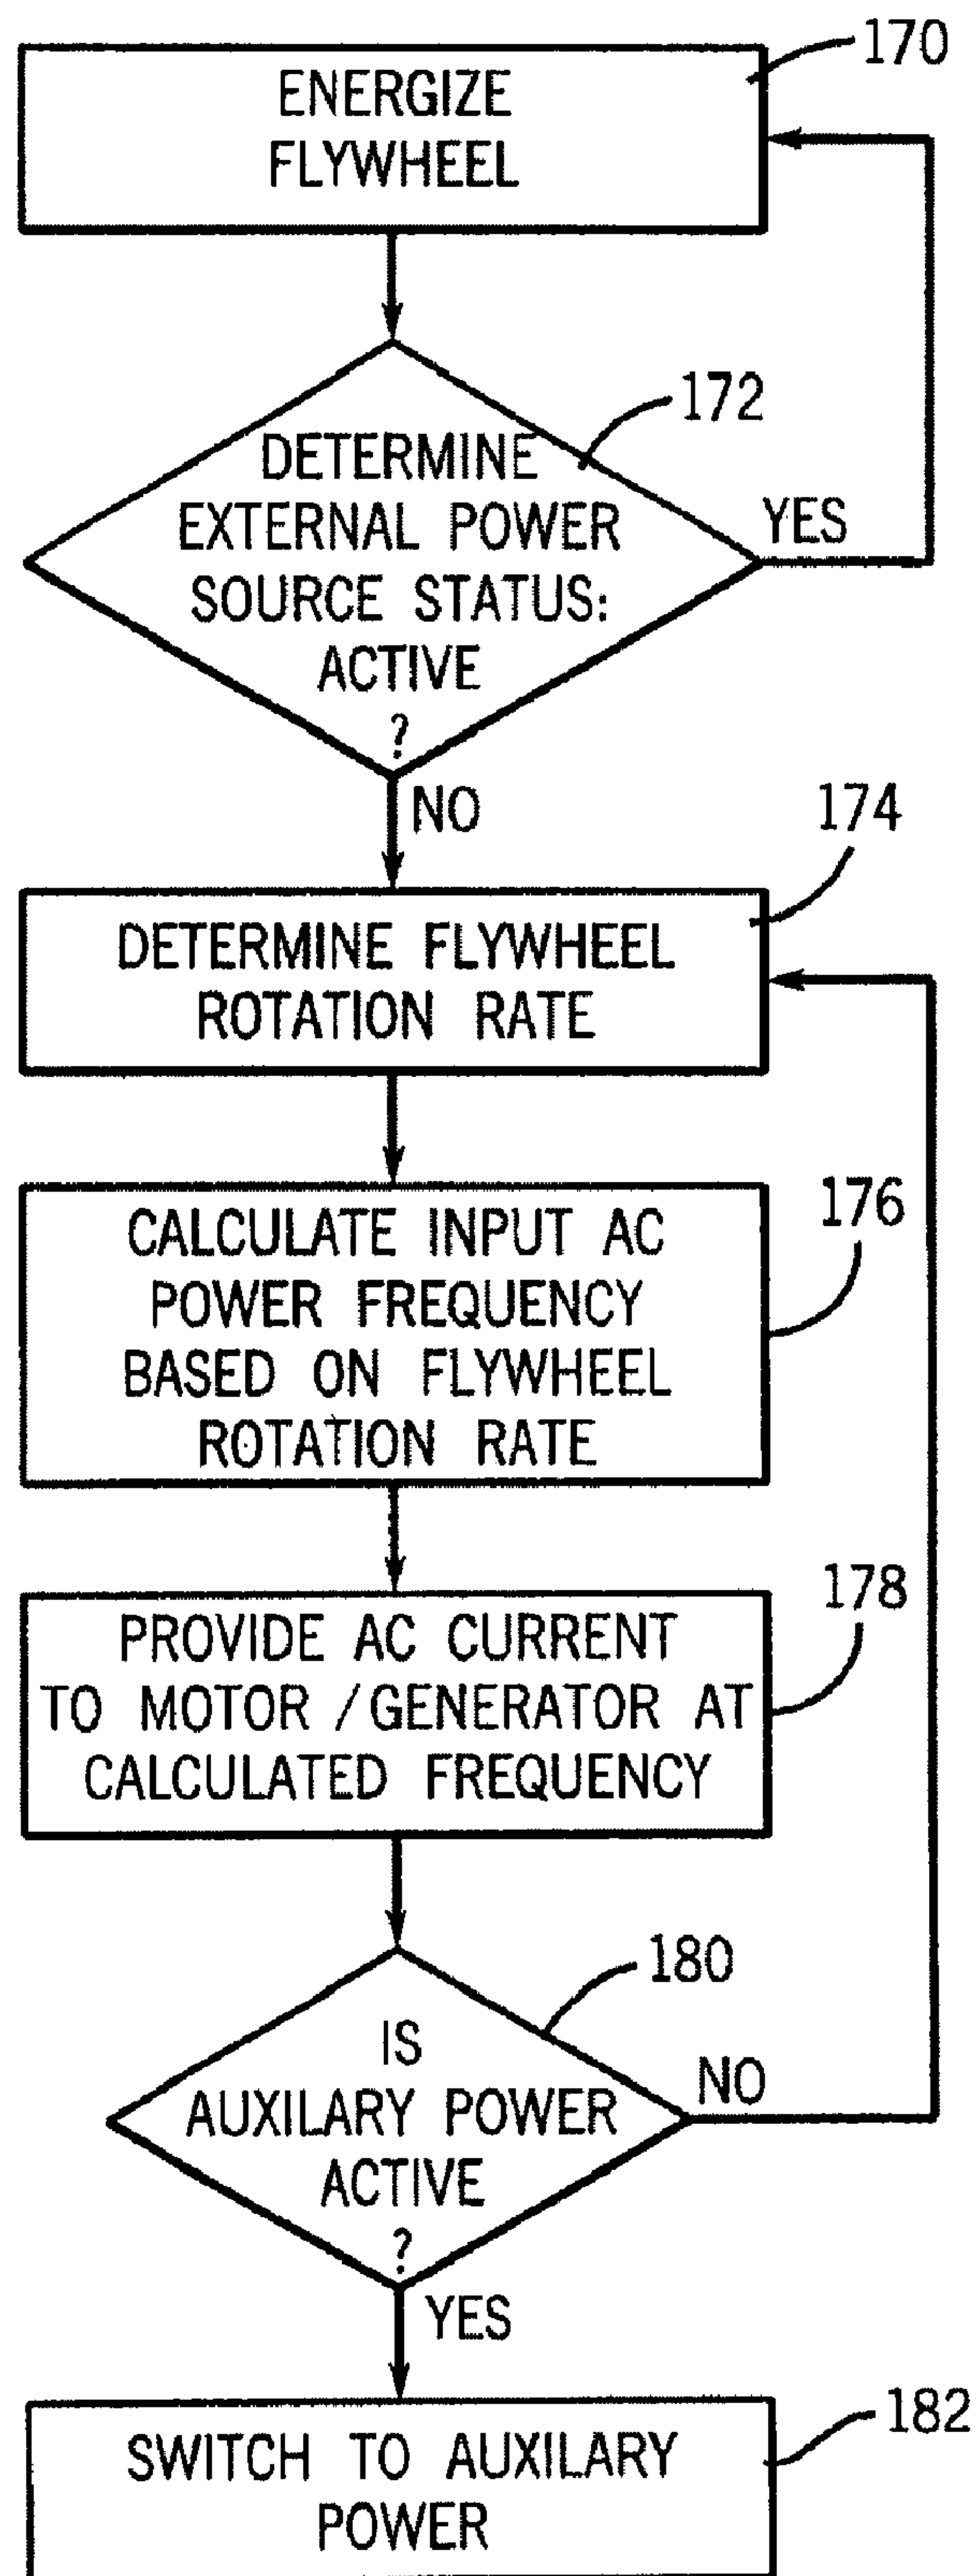 170
ENERGIZE
FLYWHEEL
172
DETERMINE
EXTERNAL POWER
SOURCE STATUS:
ACTIVE
?
YES
NO
174
DETERMINE FLYWHEEL
ROTATION RATE
176
CALCULATE INPUT AC
POWER FREQUENCY
BASED ON FLYWHEEL
ROTATION RATE
178
PROVIDE AC CURRENT
TO MOTOR / GENERATOR AT
CALCULATED FREQUENCY
180
IS
AUXILARY POWER
ACTIVE
?
NO
YES
182
SWITCH TO AUXILARY
POWER